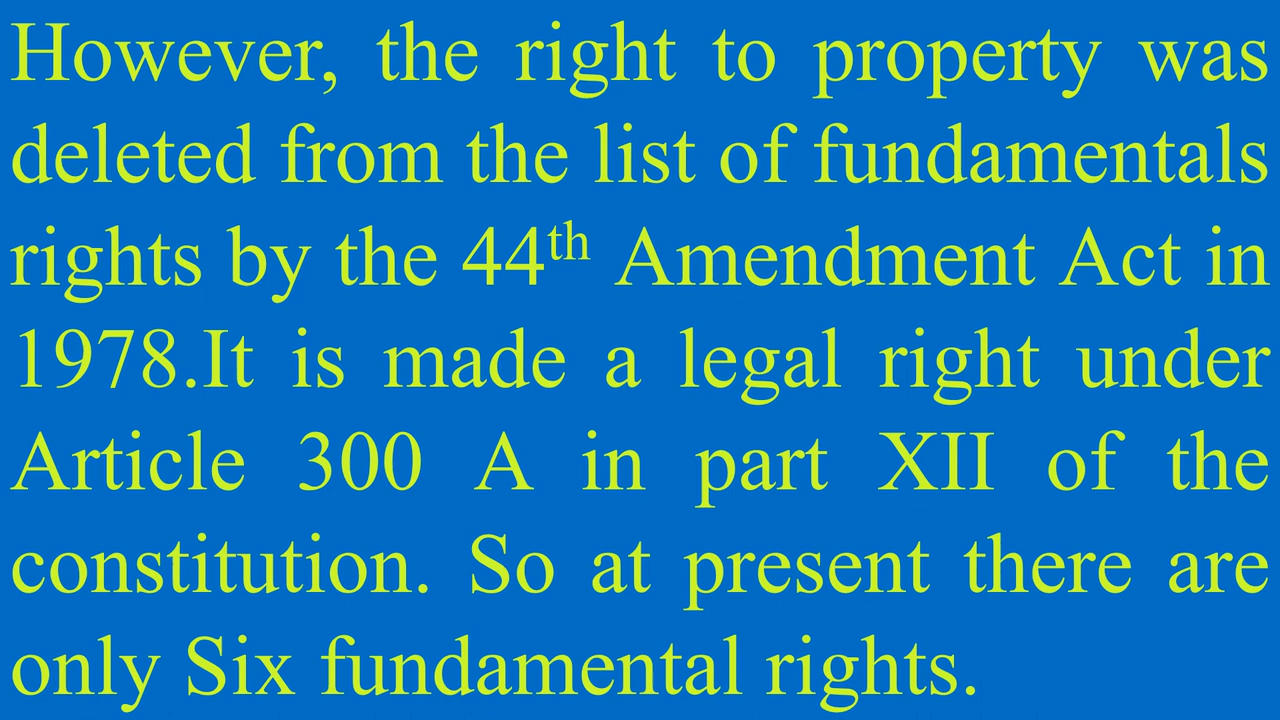 However, the right to property was
deleted from the list of fundamentals
rights by the 44th Amendment Act in
1978.It is made a legal right under
Article 300 A in part XII of the
constitution. So at present there are
only Six fundamental rights.